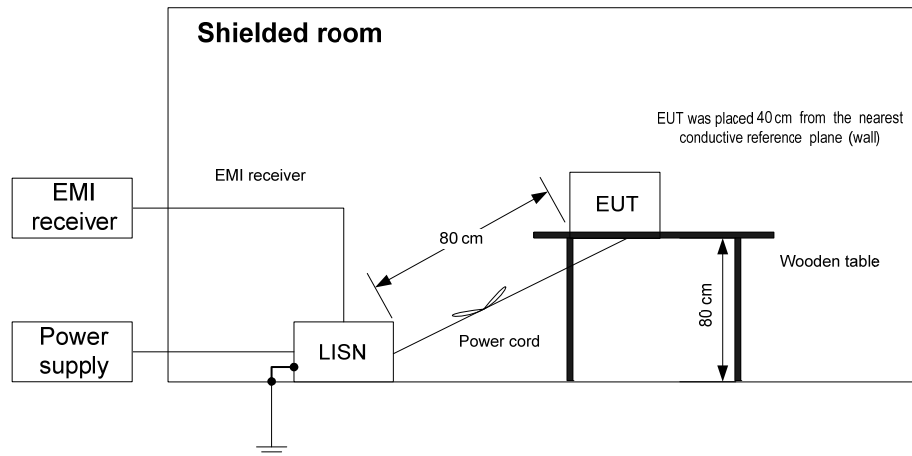 Shielded room
EUT was placed 40 cm from the nearest
conductive reference plane (wall)
EMI receiver
EMI
receiver
EUT
80 cm
Wooden table
80 cm
Power
supply
LISN
Power cord